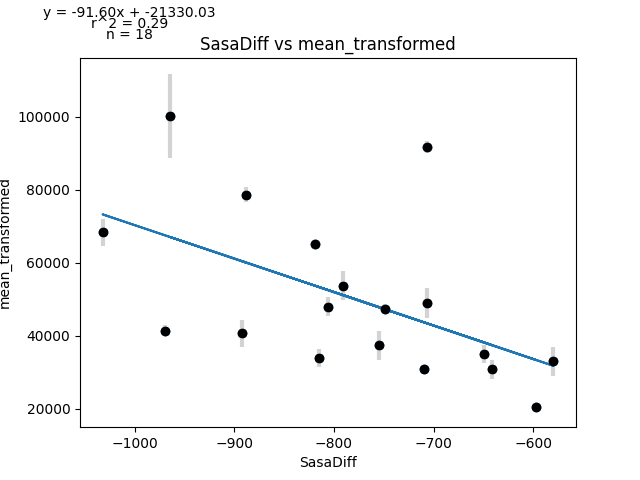 y = -91.60x + -21330.03
r^2 = 0.29
n = 18
SasaDiff vs mean_transformed
100000
80000
60000
40000
20000
mean_transformed
−1000
−900
−800
−700
−600
SasaDiff